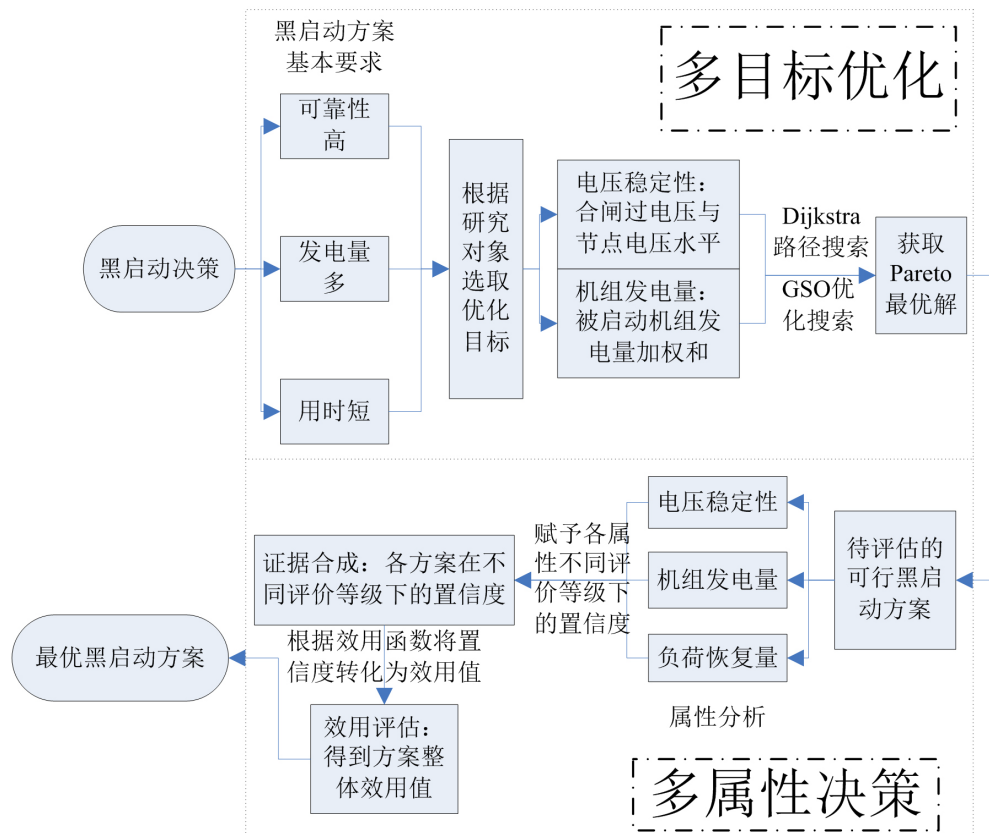 黑启动方案
基本要求
多目标优化
黑启动决策
可靠性
高
发电量
多
用时短
根据
研究
对象
选取
优化
目标
电压稳定性：
合闸过电压与
节点电压水平
机组发电量：
被启动机组发
电量加权和
Dijkstra
路径搜索
GSO优
化搜索
获取
Pareto
最优解
待评估的
可行黑启
动方案
电压稳定性
机组发电量
负荷恢复量
属性分析
赋予各属
性不同评
价等级下
的置信度
证据合成：各方案在不
同评价等级下的置信度
根据效用函数将置
信度转化为效用值
效用评估：
得到方案整
体效用值
最优黑启动方案
多属性决策